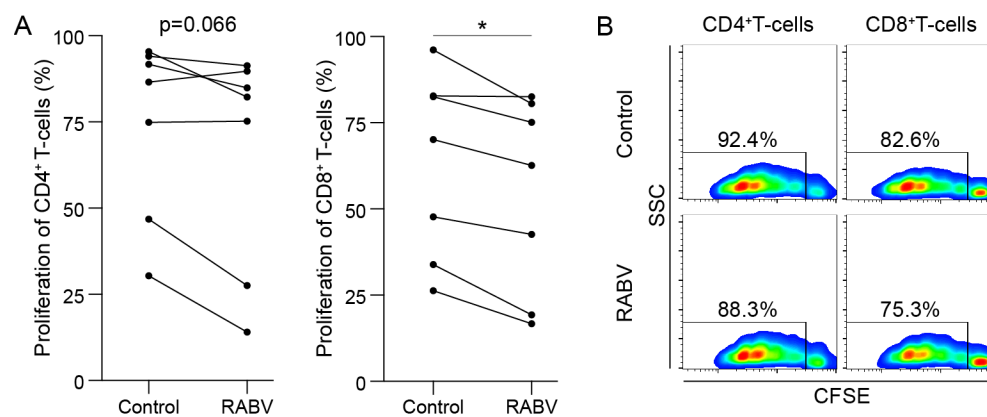 A
p=0.066
Proliferation of CD4⁺ T-cells (%)
100
75
50
25
0
Control
RABV
*
Proliferation of CD8⁺ T-cells (%)
100
75
50
25
0
Control
RABV
B
CD4⁺T-cells
CD8⁺T-cells
Control
92.4%
82.6%
SSC
RABV
88.3%
75.3%
CFSE